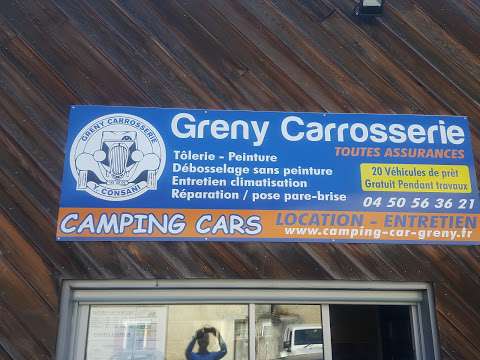 GRENY CARROSSERIE
Y. CONSANI
Greny Carrosserie
TOUTES ASSURANCES
Tôlerie - Peinture
Débosselage sans peinture
Entretien climatisation
Réparation / pose pare-brise
20 Véhicules de prèt
Gratuit Pendant travaux
04 50 56 36 21
CAMPING CARS
LOCATION - ENTRETIEN
www.camping-car-greny.fr